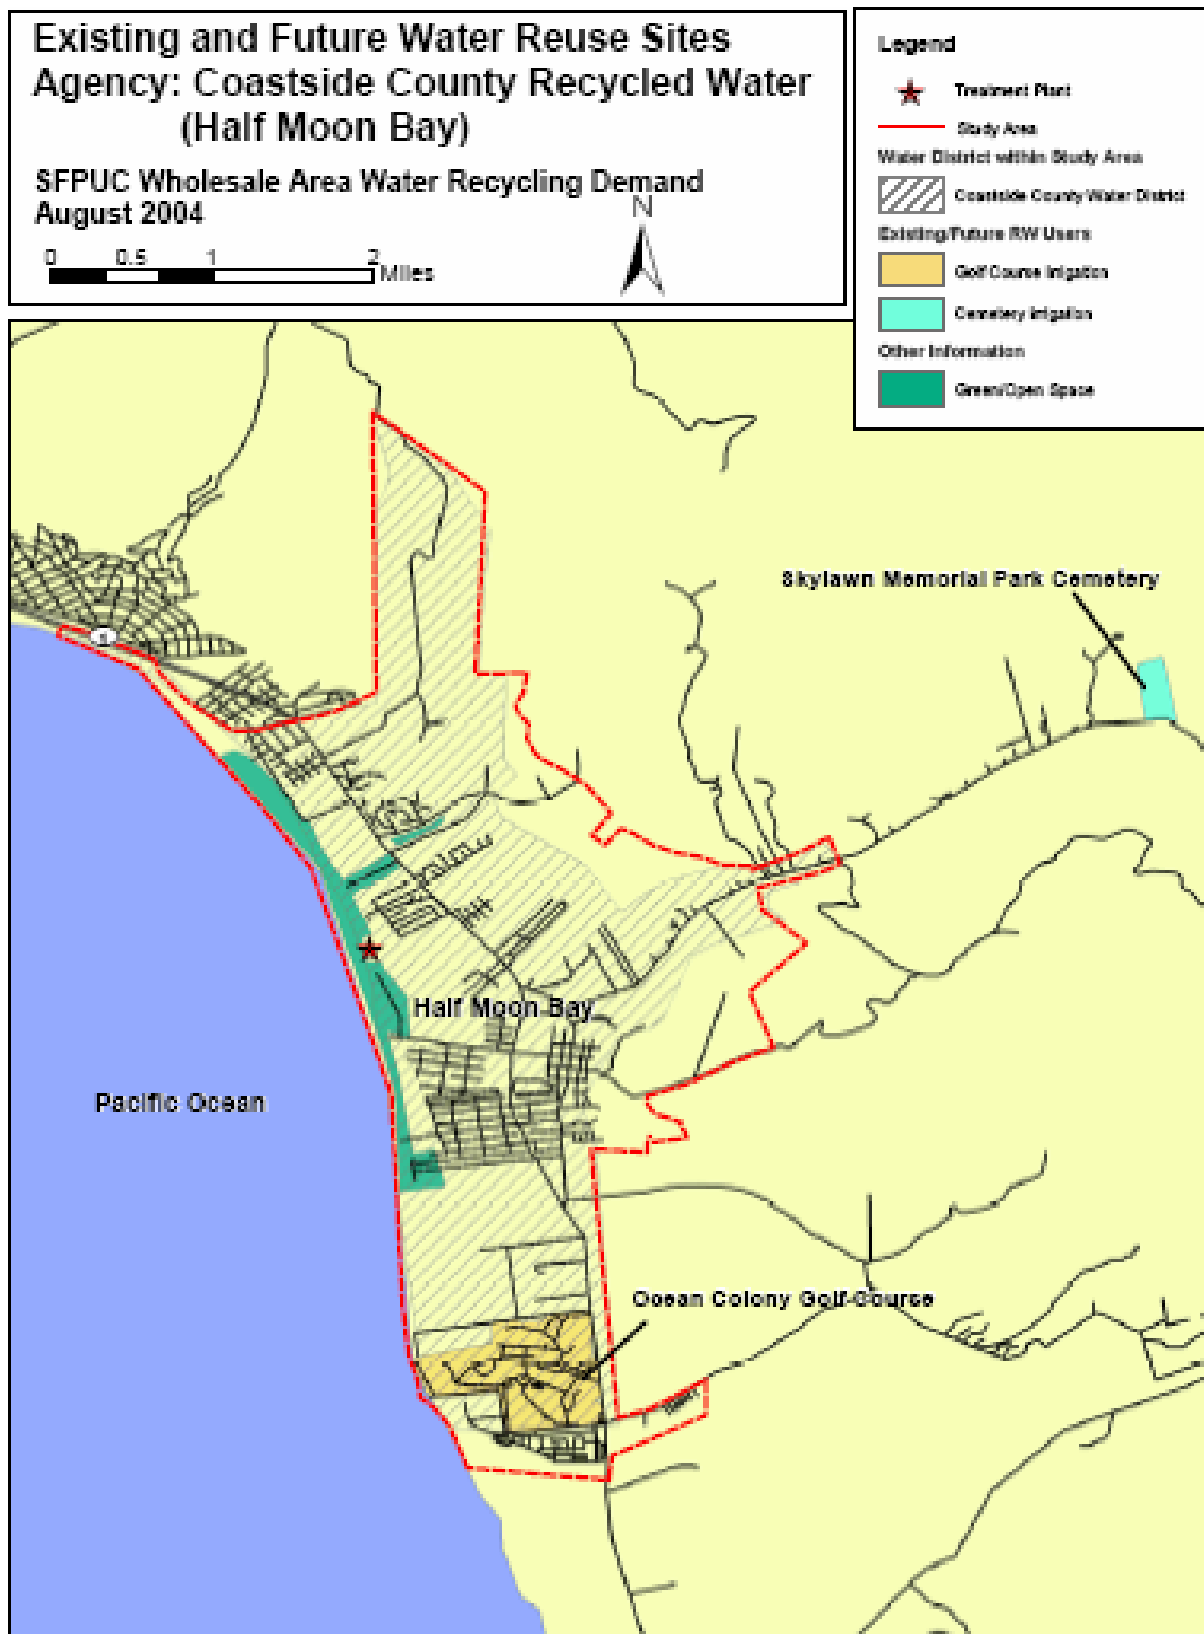 Existing and Future Water Reuse Sites
Agency: Coastside County Recycled Water
(Half Moon Bay)
SFPUC Wholesale Area Water Recycling Demand
August 2004
N
0 0.5 1 2
Miles
Legend
Treatment Plant
Study Area
Water District within Study Area
Coastside County Water District
Existing/Future RW Users
Golf Course Irrigation
Cemetery Irrigation
Other Information
Green/Open Space
Skylawn Memorial Park Cemetery
1
Half Moon Bay
Pacific Ocean
Ocean Colony Golf Course